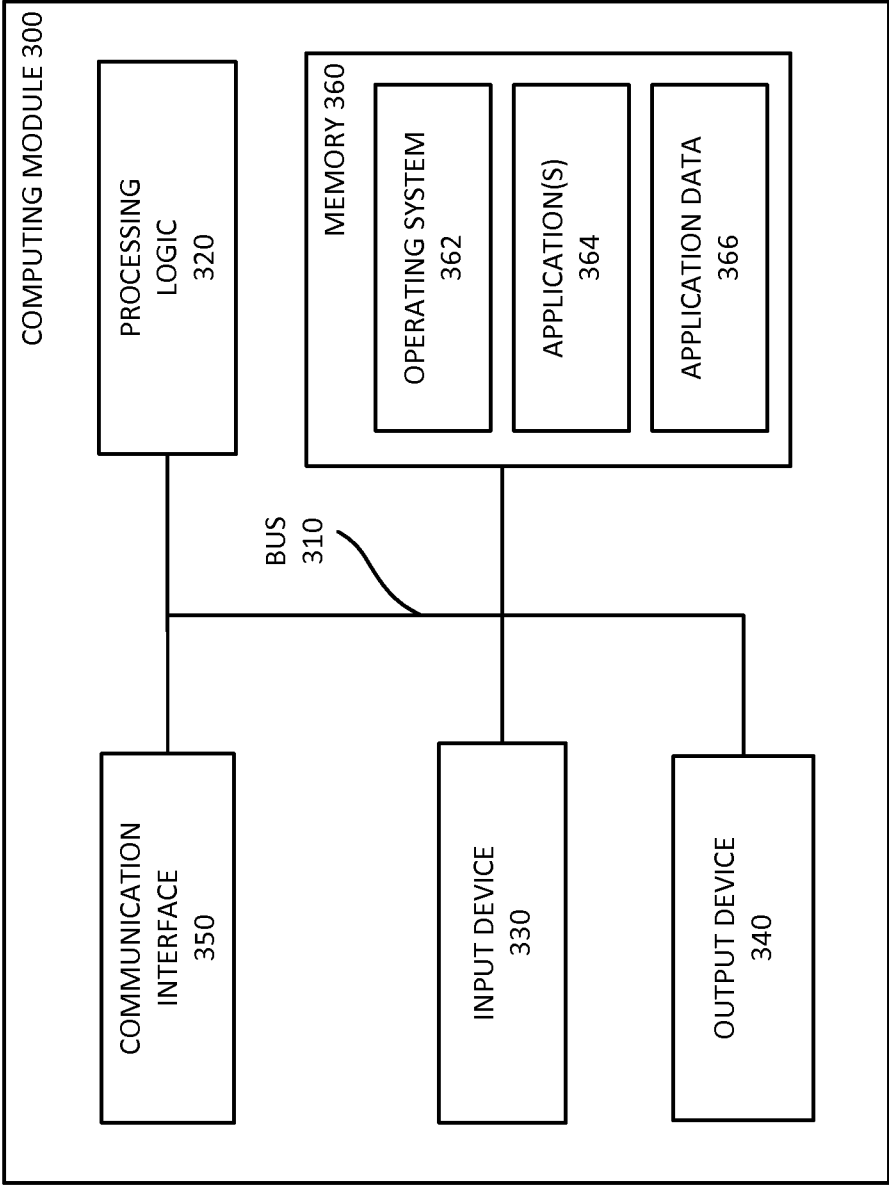 COMPUTING MODULE 300
COMMUNICATION
INTERFACE
350
PROCESSING
LOGIC
320
BUS
310
MEMORY 360
OPERATING SYSTEM
362
APPLICATION(S)
364
APPLICATION DATA
366
INPUT DEVICE
330
OUTPUT DEVICE
340